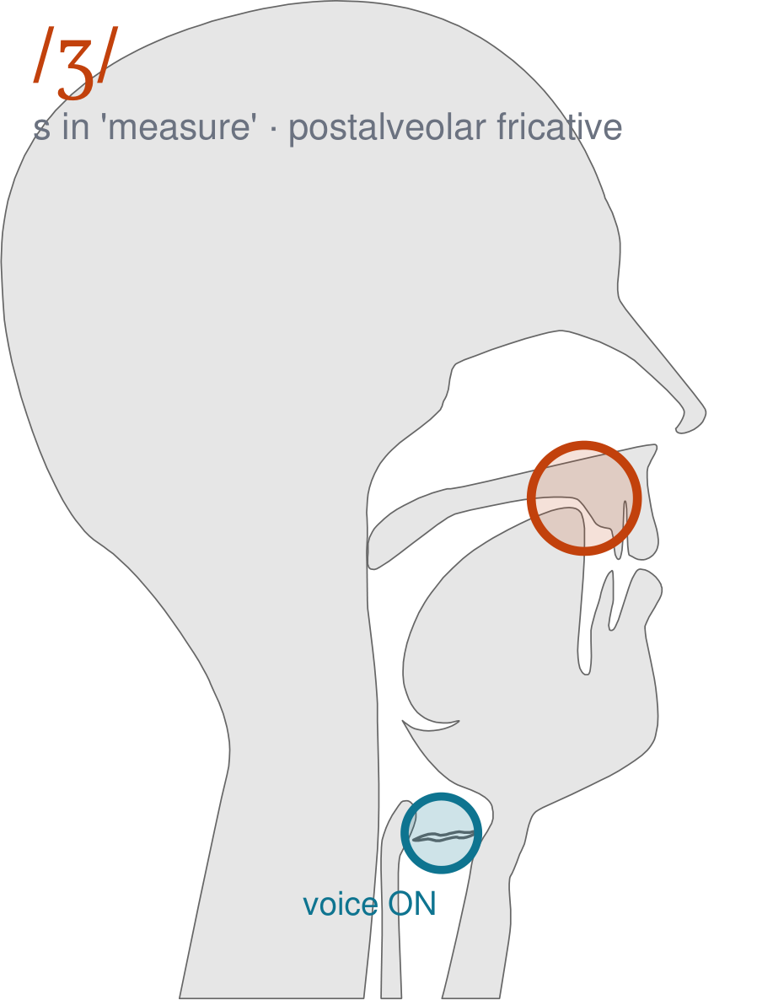 /ʒ/
s in 'measure' · postalveolar fricative
voice ON